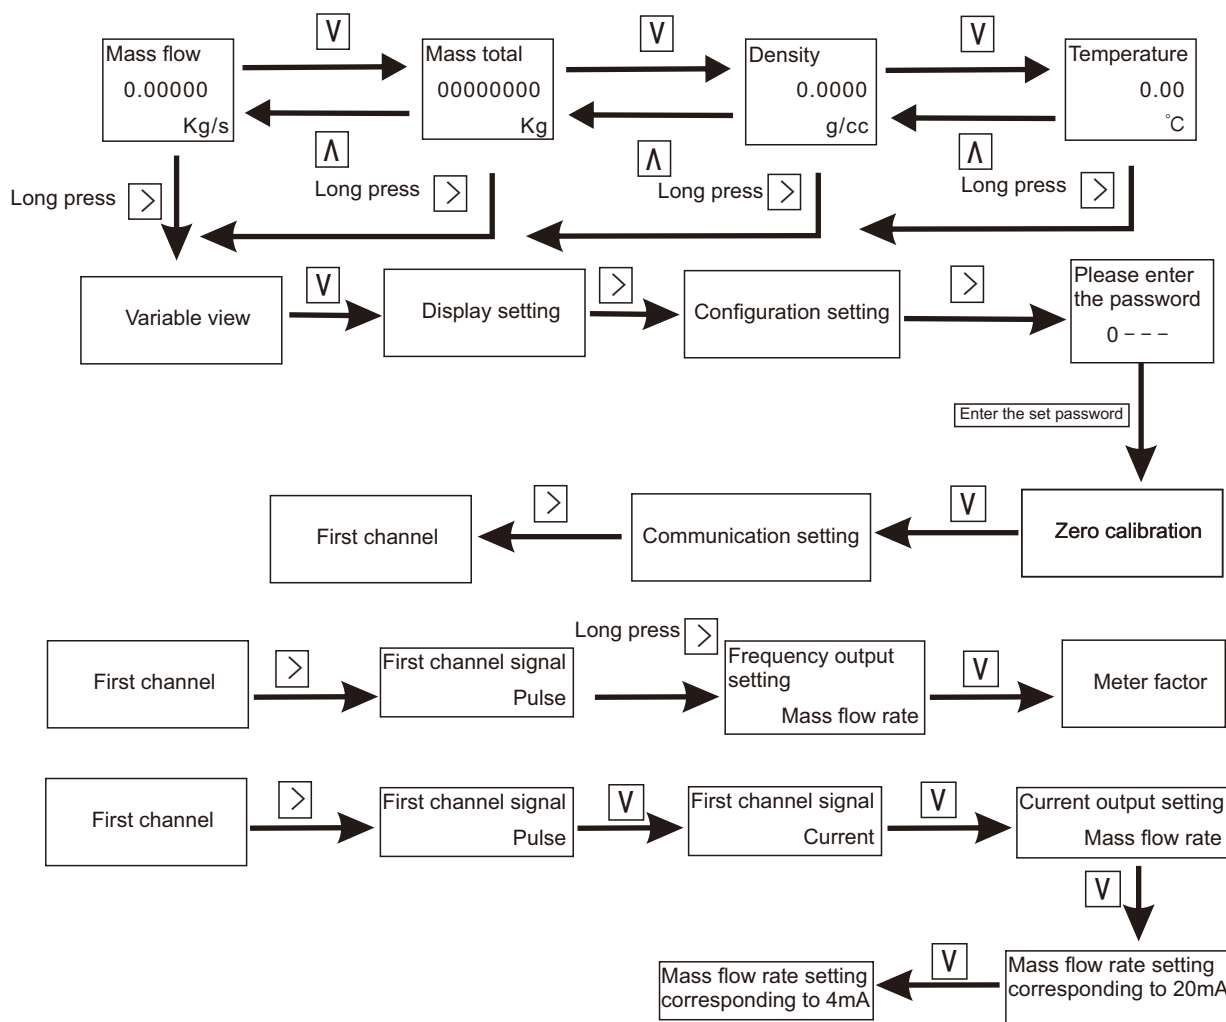 V
V
V
Mass flow
0.00000
Kg/s
Mass total
00000000
Kg
Density
0.0000
g/cc
Temperature
0.00
°C
Λ
Λ
Λ
Long press >
Long press >
Long press >
Long press >
Variable view
V
Display setting
>
Configuration setting
>
Please enter
the password
0 – – –
Enter the set password
First channel
>
Communication setting
V
Zero calibration
First channel
>
First channel signal
Pulse
Long press >
Frequency output
setting
Mass flow rate
V
Meter factor
First channel
>
First channel signal
Pulse
V
First channel signal
Current
V
Current output setting
Mass flow rate
V
Mass flow rate setting
corresponding to 4mA
V
Mass flow rate setting
corresponding to 20mA